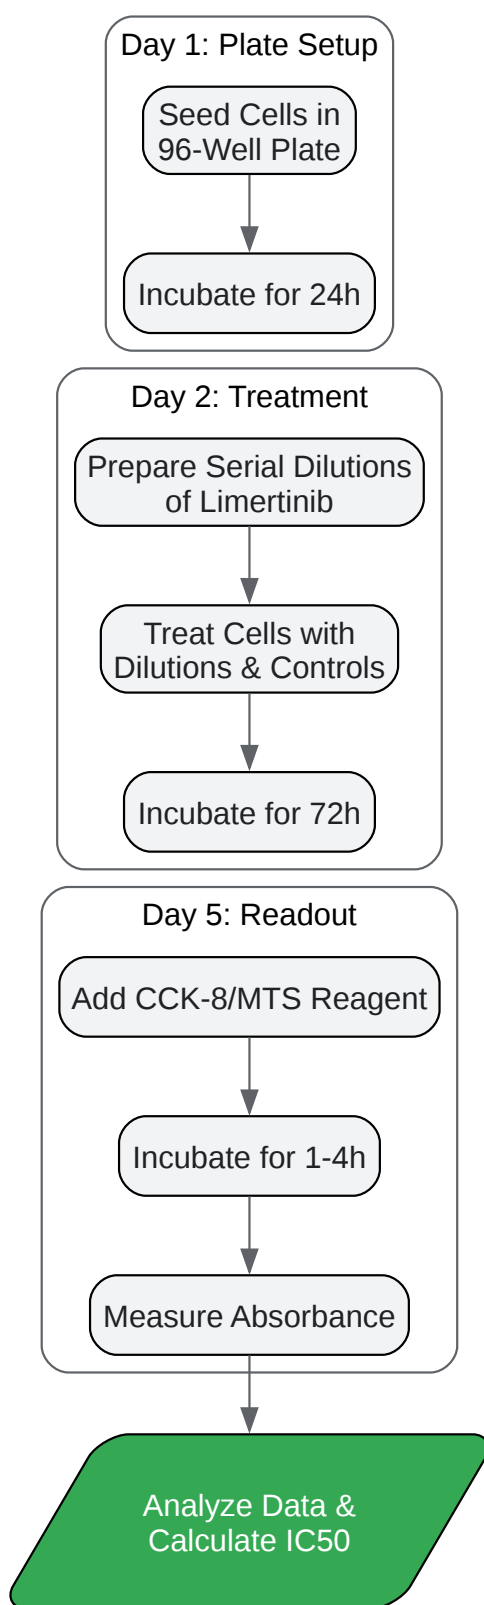 Day 1: Plate Setup
Seed Cells in
96-Well Plate
Incubate for 24h
Day 2: Treatment
Prepare Serial Dilutions
of Limertinib
Treat Cells with
Dilutions & Controls
Incubate for 72h
Day 5: Readout
Add CCK-8/MTS Reagent
Incubate for 1-4h
Measure Absorbance
Analyze Data &
Calculate IC50